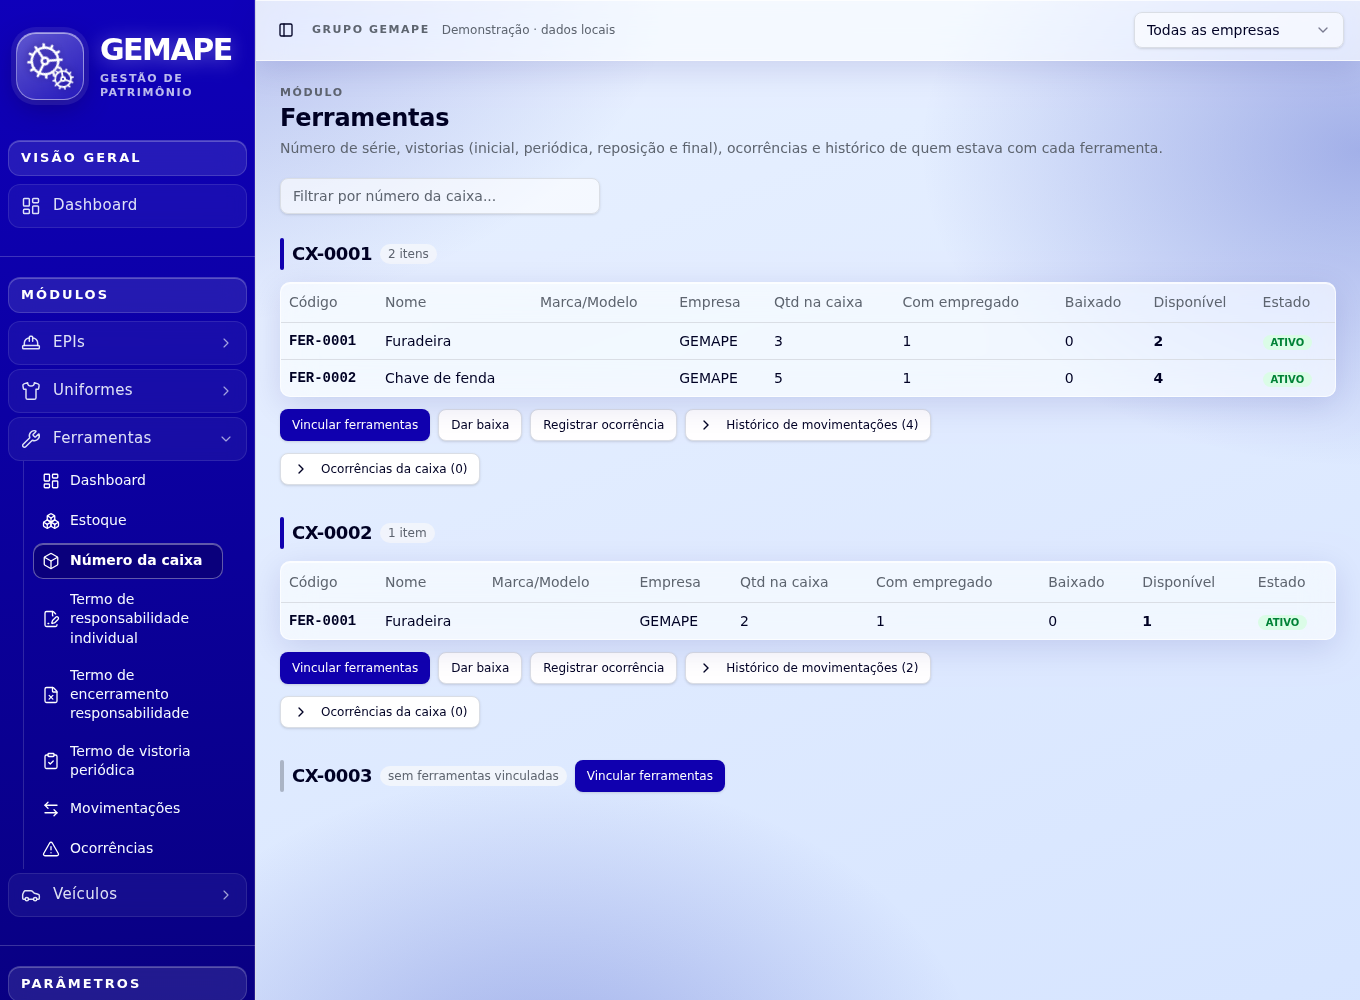 GEMAPE
GESTÃO DE
PATRIMÔNIO
VISÃO GERAL
Dashboard
MÓDULOS
EPIs
Uniformes
Ferramentas
Dashboard
Estoque
Número da caixa
Termo de
responsabilidade
individual
Termo de
encerramento
responsabilidade
Termo de vistoria
periódica
Movimentações
Ocorrências
Veículos
PARÂMETROS
GRUPO GEMAPE Demonstração · dados locais
Todas as empresas
MÓDULO
Ferramentas
Número de série, vistorias (inicial, periódica, reposição e final), ocorrências e histórico de quem estava com cada ferramenta.
Filtrar por número da caixa...
CX-0001 2 itens
Código Nome Marca/Modelo Empresa Qtd na caixa Com empregado Baixado Disponível Estado
FER-0001 Furadeira GEMAPE 3 1 0 2 ATIVO
FER-0002 Chave de fenda GEMAPE 5 1 0 4 ATIVO
Vincular ferramentas Dar baixa Registrar ocorrência Histórico de movimentações (4)
Ocorrências da caixa (0)
CX-0002 1 item
Código Nome Marca/Modelo Empresa Qtd na caixa Com empregado Baixado Disponível Estado
FER-0001 Furadeira GEMAPE 2 1 0 1 ATIVO
Vincular ferramentas Dar baixa Registrar ocorrência Histórico de movimentações (2)
Ocorrências da caixa (0)
CX-0003 sem ferramentas vinculadas Vincular ferramentas